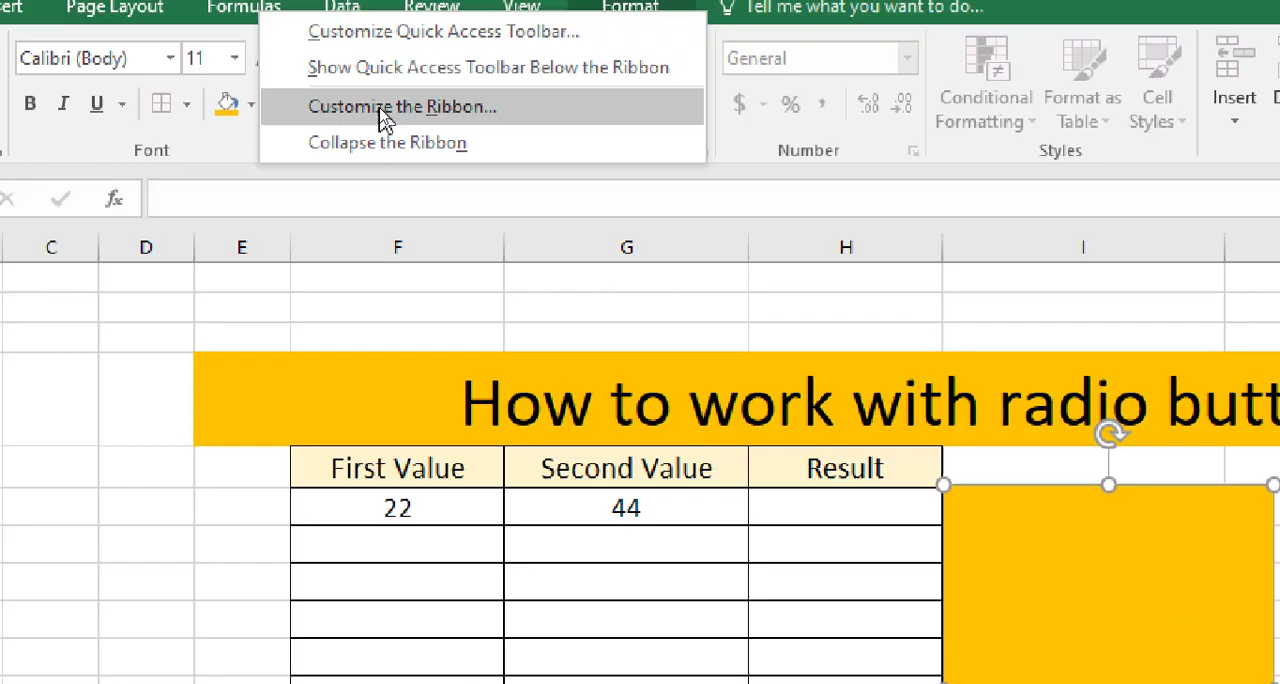 sert Page Layout Formulas Data Review View Format Tell me what you want to do...
Customize Quick Access Toolbar...
Show Quick Access Toolbar Below the Ribbon
Customize the Ribbon...
Collapse the Ribbon
Calibri (Body) 11
B I U
Font
General
$ % ,
Number
Conditional Formatting
Format as Table
Cell Styles
Styles
Insert
fx
C D E F G H I
How to work with radio butt
First Value Second Value Result
22 44